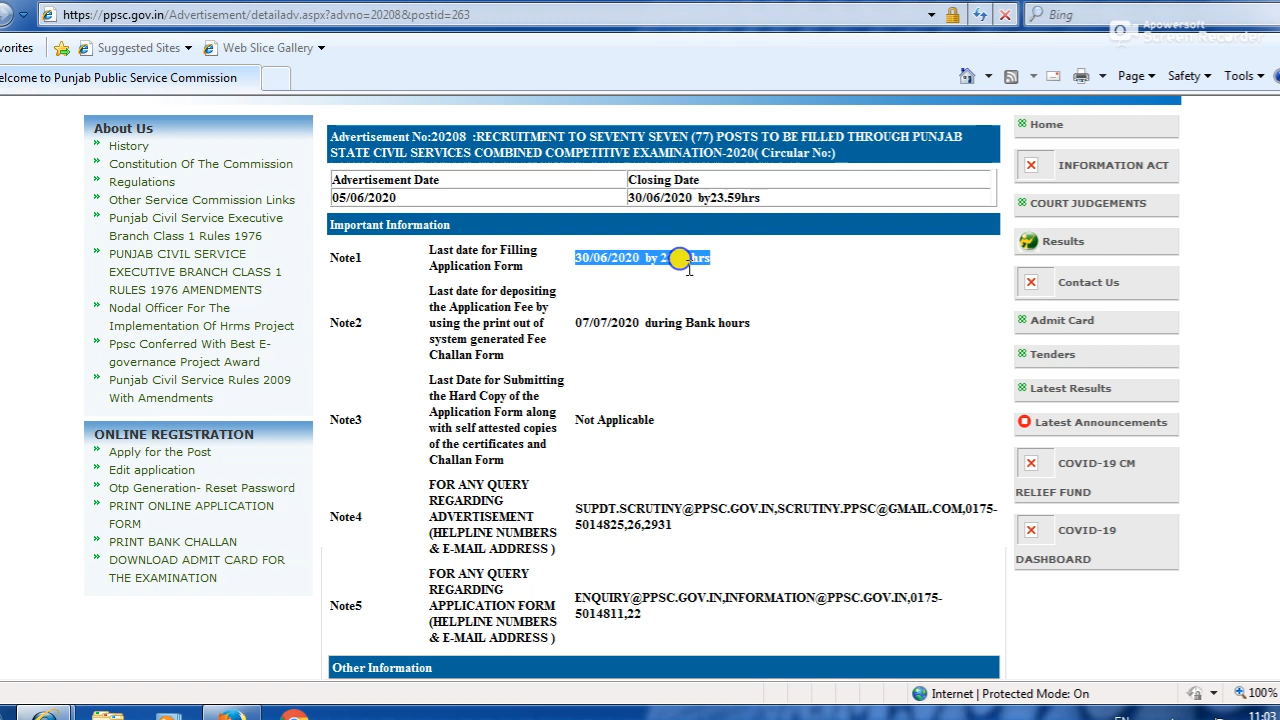 https://ppsc.gov.in/Advertisement/detailadv.aspx?advno=20208&postid=263
Bing
Apowersoft
Screen Recorder
vorites
Suggested Sites
Web Slice Gallery
elcome to Punjab Public Service Commission
Page
Safety
Tools
About Us
History
Constitution Of The Commission
Regulations
Other Service Commission Links
Punjab Civil Service Executive
Branch Class 1 Rules 1976
PUNJAB CIVIL SERVICE
EXECUTIVE BRANCH CLASS 1
RULES 1976 AMENDMENTS
Nodal Officer For The
Implementation Of Hrms Project
Ppsc Conferred With Best E-
governance Project Award
Punjab Civil Service Rules 2009
With Amendments
ONLINE REGISTRATION
Apply for the Post
Edit application
Otp Generation- Reset Password
PRINT ONLINE APPLICATION
FORM
PRINT BANK CHALLAN
DOWNLOAD ADMIT CARD FOR
THE EXAMINATION
Advertisement No:20208 :RECRUITMENT TO SEVENTY SEVEN (77) POSTS TO BE FILLED THROUGH PUNJAB
STATE CIVIL SERVICES COMBINED COMPETITIVE EXAMINATION-2020( Circular No:)
Advertisement Date Closing Date
05/06/2020 30/06/2020 by23.59hrs
Important Information
Note1
Last date for Filling
Application Form
30/06/2020 by 2 hrs
Note2
Last date for depositing
the Application Fee by
using the print out of
system generated Fee
Challan Form
07/07/2020 during Bank hours
Note3
Last Date for Submitting
the Hard Copy of the
Application Form along
with self attested copies
of the certificates and
Challan Form
Not Applicable
Note4
FOR ANY QUERY
REGARDING
ADVERTISEMENT
(HELPLINE NUMBERS
& E-MAIL ADDRESS )
SUPDT.SCRUTINY@PPSC.GOV.IN,SCRUTINY.PPSC@GMAIL.COM,0175-
5014825,26,2931
Note5
FOR ANY QUERY
REGARDING
APPLICATION FORM
(HELPLINE NUMBERS
& E-MAIL ADDRESS )
ENQUIRY@PPSC.GOV.IN,INFORMATION@PPSC.GOV.IN,0175-
5014811,22
Other Information
Home
INFORMATION ACT
COURT JUDGEMENTS
Results
Contact Us
Admit Card
Tenders
Latest Results
Latest Announcements
COVID-19 CM
RELIEF FUND
COVID-19
DASHBOARD
Internet | Protected Mode: On
100%
EN
11:03